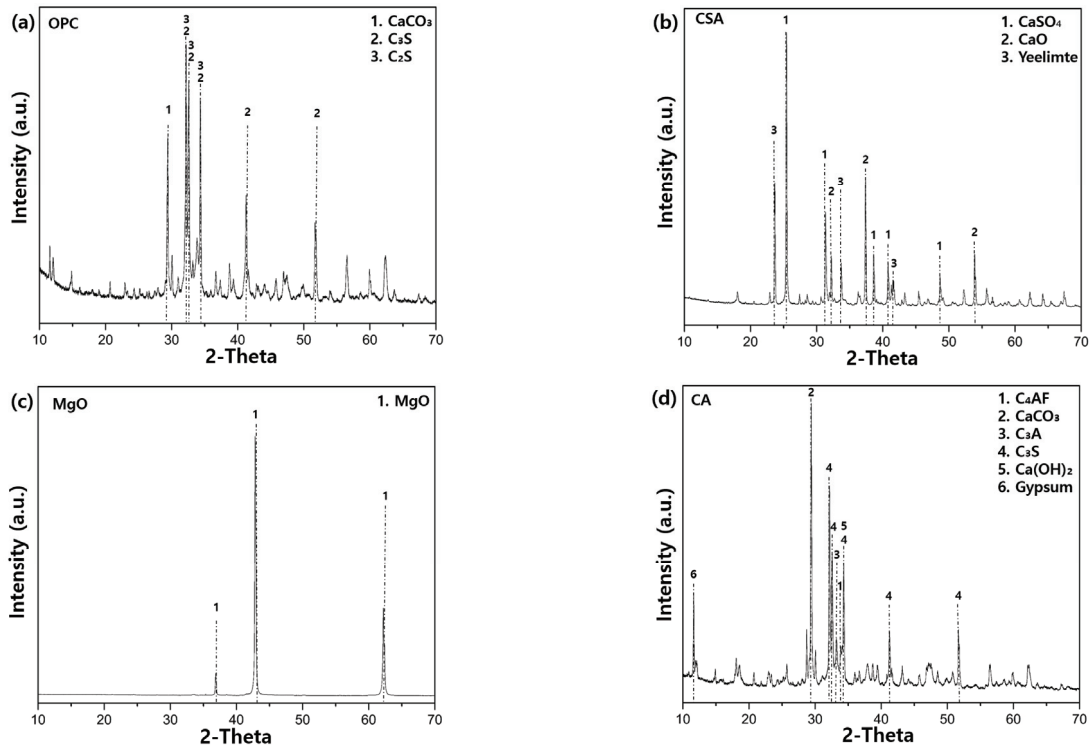 (a) OPC
1. CaCO₃
2. C₃S
3. C₂S
3
2
3
2
3
2
1
2
2
Intensity (a.u.)
10 20 30 40 50 60 70
2-Theta
(b) CSA
1. CaSO₄
2. CaO
3. Yeelimte
1
3
1
2
3
2
1
1
3
1
2
Intensity (a.u.)
10 20 30 40 50 60 70
2-Theta
(c) MgO
1. MgO
1
1
1
Intensity (a.u.)
10 20 30 40 50 60 70
2-Theta
(d) CA
1. C₄AF
2. CaCO₃
3. C₃A
4. C₃S
5. Ca(OH)₂
6. Gypsum
6
2
4
4
3
1
5
4
4
4
Intensity (a.u.)
10 20 30 40 50 60 70
2-Theta